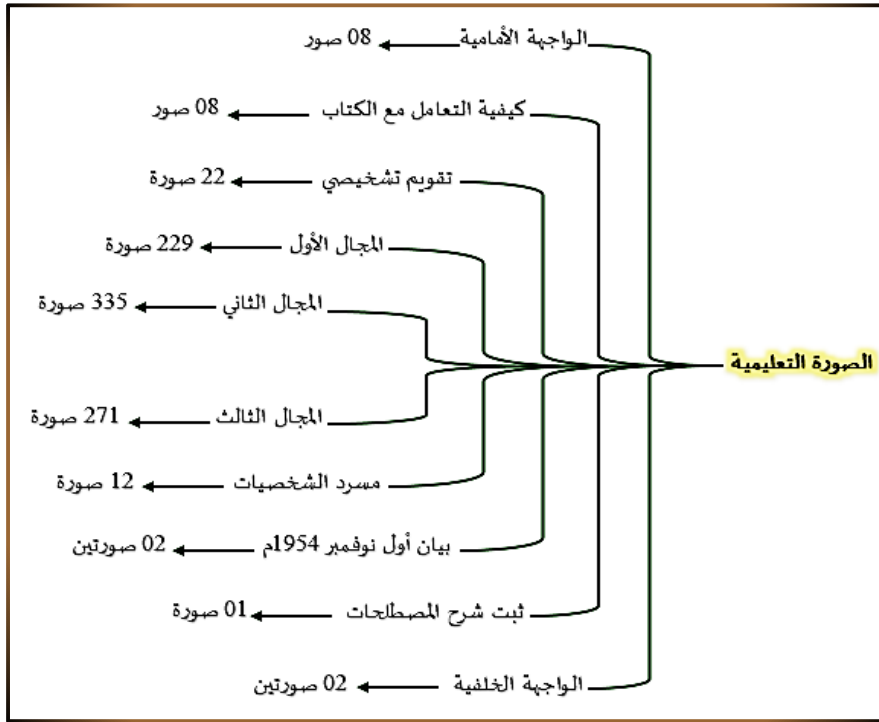 الواجهة الأمامية 08 صور
كيفية التعامل مع الكتاب 08 صور
تقويم تشخيصي 22 صورة
المجال الأول 229 صورة
المجال الثاني 335 صورة
الصورة التعليمية
المجال الثالث 271 صورة
مسرد الشخصيات 12 صورة
بيان أول نوفمبر 1954م 02 صورتين
ثبت شرح المصطلحات 01 صورة
الواجهة الخلفية 02 صورتين